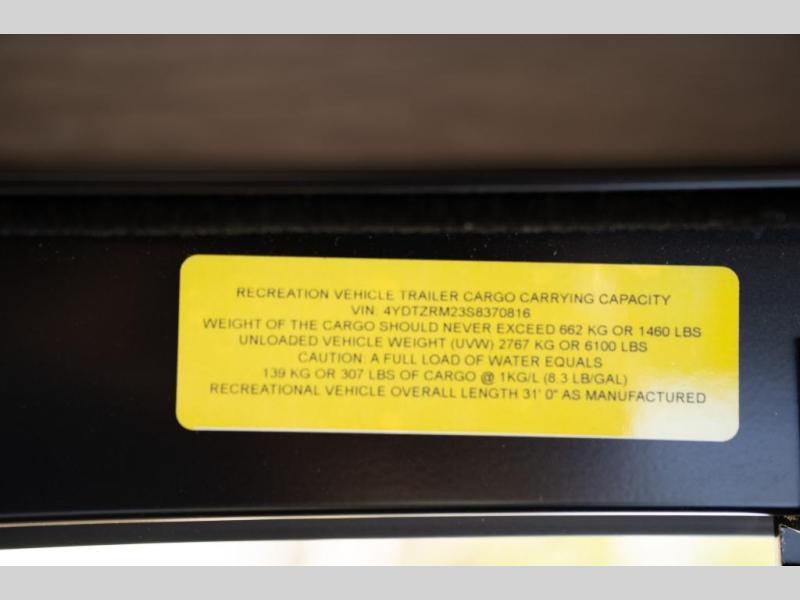 RECREATION VEHICLE TRAILER CARGO CARRYING CAPACITY
VIN 4YDTZRM23S8370816
WEIGHT OF THE CARGO SHOULD NEVER EXCEED 662 KG OR 1460 LBS
UNLOADED VEHICLE WEIGHT (UVW) 2767 KG OR 6100 LBS
CAUTION: A FULL LOAD OF WATER EQUALS
139 KG OR 307 LBS OF CARGO @ 1KG/L (8.3 LB/GAL)
RECREATIONAL VEHICLE OVERALL LENGTH 31' 0" AS MANUFACTURED